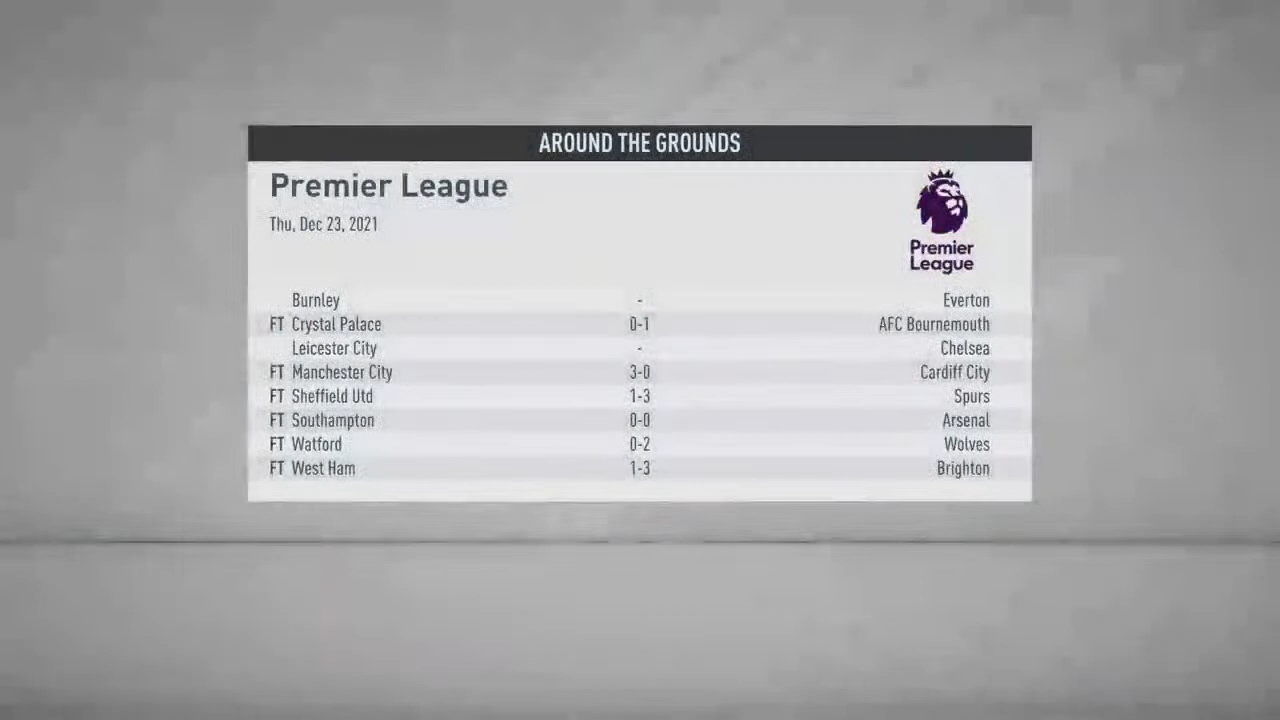 AROUND THE GROUNDS
Premier League
Thu, Dec 23, 2021
Premier
League
Burnley - Everton
FT Crystal Palace 0-1 AFC Bournemouth
Leicester City - Chelsea
FT Manchester City 3-0 Cardiff City
FT Sheffield Utd 1-3 Spurs
FT Southampton 0-0 Arsenal
FT Watford 0-2 Wolves
FT West Ham 1-3 Brighton